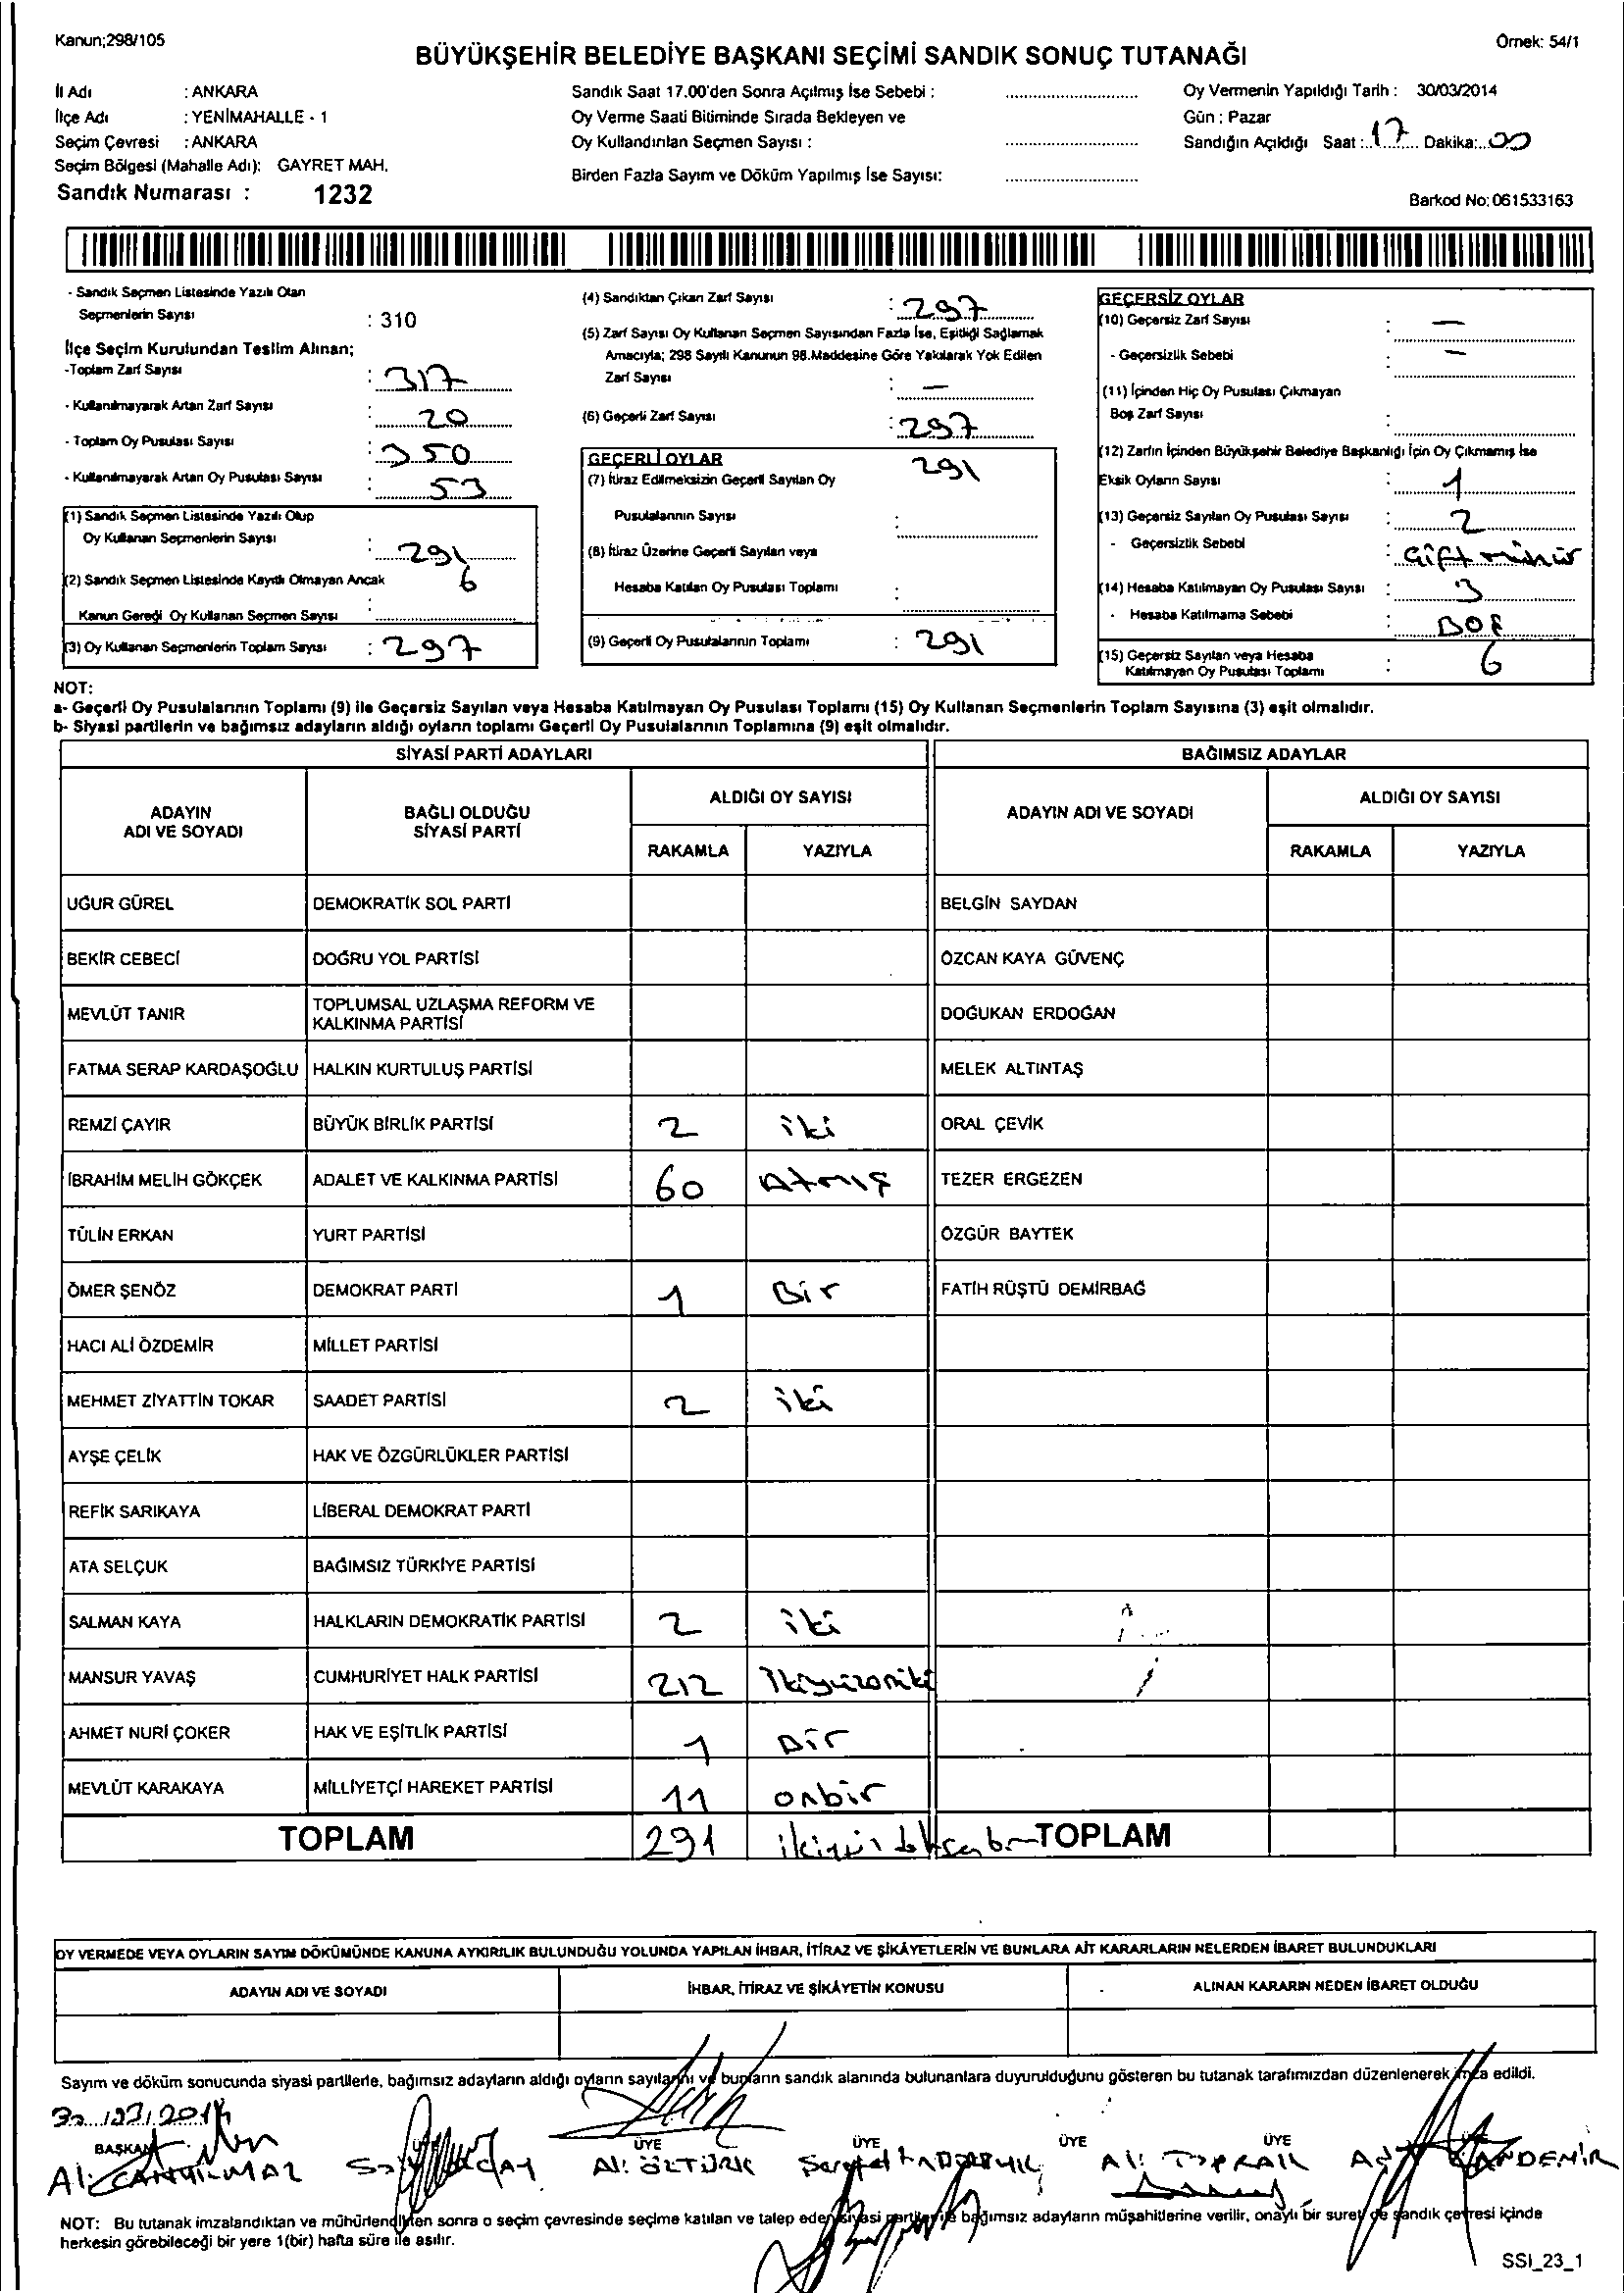 Kanun;298/105
Örnek: 54/1
BÜYÜKŞEHİR BELEDİYE BAŞKANI SEÇİMİ SANDIK SONUÇ TUTANAĞI
İl Adı : ANKARA
İlçe Adı : YENİMAHALLE - 1
Seçim Çevresi : ANKARA
Seçim Bölgesi (Mahalle Adı): GAYRET MAH.
Sandık Numarası : 1232
Sandık Saat 17.00'den Sonra Açılmış İse Sebebi :
Oy Verme Saati Bitiminde Sırada Bekleyen ve
Oy Kullandırılan Seçmen Sayısı :
Birden Fazla Sayım ve Döküm Yapılmış İse Sayısı:
Oy Vermenin Yapıldığı Tarih : 30/03/2014
Gün : Pazar
Sandığın Açıldığı Saat : 17 Dakika: 00
Barkod No: 061533163
- Sandık Seçmen Listesinde Yazılı Olan
Seçmenlerin Sayısı : 310
İlçe Seçim Kurulundan Teslim Alınan;
-Toplam Zarf Sayısı : 317
- Kullanılmayarak Artan Zarf Sayısı : 20
- Toplam Oy Pusulası Sayısı : 350
- Kullanılmayarak Artan Oy Pusulası Sayısı : 53
(1) Sandık Seçmen Listesinde Yazılı Olup
Oy Kullanan Seçmenlerin Sayısı : 291
(2) Sandık Seçmen Listesinde Kayıtlı Olmayan Ancak 6
Kanun Gereği Oy Kullanan Seçmen Sayısı :
(3) Oy Kullanan Seçmenlerin Toplam Sayısı : 297
(4) Sandıktan Çıkan Zarf Sayısı : 297
(5) Zarf Sayısı Oy Kullanan Seçmen Sayısından Fazla İse, Eşitliği Sağlamak
Amacıyla; 298 Sayılı Kanunun 98.Maddesine Göre Yakılarak Yok Edilen
Zarf Sayısı : —
(6) Geçerli Zarf Sayısı : 297
GEÇERLİ OYLAR
(7) İtiraz Edilmeksizin Geçerli Sayılan Oy 291
Pusulalarının Sayısı :
(8) İtiraz Üzerine Geçerli Sayılan veya
Hesaba Katılan Oy Pusulası Toplamı :
(9) Geçerli Oy Pusulalarının Toplamı : 291
GEÇERSİZ OYLAR
(10) Geçersiz Zarf Sayısı : —
- Geçersizlik Sebebi : —
(11) İçinden Hiç Oy Pusulası Çıkmayan
Boş Zarf Sayısı :
(12) Zarfın İçinden Büyükşehir Belediye Başkanlığı İçin Oy Çıkmamış İse
Eksik Oyların Sayısı : 1
(13) Geçersiz Sayılan Oy Pusulası Sayısı : 2
- Geçersizlik Sebebi : Çift mühür
(14) Hesaba Katılmayan Oy Pusulası Sayısı : 3
- Hesaba Katılmama Sebebi : BOŞ
(15) Geçersiz Sayılan veya Hesaba
Katılmayan Oy Pusulası Toplamı : 6
NOT:
a- Geçerli Oy Pusulalarının Toplamı (9) ile Geçersiz Sayılan veya Hesaba Katılmayan Oy Pusulası Toplamı (15) Oy Kullanan Seçmenlerin Toplam Sayısına (3) eşit olmalıdır.
b- Siyasi partilerin ve bağımsız adayların aldığı oyların toplamı Geçerli Oy Pusulalarının Toplamına (9) eşit olmalıdır.
SİYASİ PARTİ ADAYLARI BAĞIMSIZ ADAYLAR
ADAYIN ADI VE SOYADI BAĞLI OLDUĞU SİYASİ PARTİ ALDIĞI OY SAYISI ADAYIN ADI VE SOYADI ALDIĞI OY SAYISI
RAKAMLA YAZIYLA RAKAMLA YAZIYLA
UĞUR GÜREL DEMOKRATİK SOL PARTİ BELGİN SAYDAN
BEKİR CEBECİ DOĞRU YOL PARTİSİ ÖZCAN KAYA GÜVENÇ
MEVLÜT TANIR TOPLUMSAL UZLAŞMA REFORM VE KALKINMA PARTİSİ DOĞUKAN ERDOĞAN
FATMA SERAP KARDAŞOĞLU HALKIN KURTULUŞ PARTİSİ MELEK ALTINTAŞ
REMZİ ÇAYIR BÜYÜK BİRLİK PARTİSİ 2 iki ORAL ÇEVİK
İBRAHİM MELİH GÖKÇEK ADALET VE KALKINMA PARTİSİ 60 Atmış TEZER ERGEZEN
TÜLİN ERKAN YURT PARTİSİ ÖZGÜR BAYTEK
ÖMER ŞENÖZ DEMOKRAT PARTİ 1 Bir FATİH RÜŞTÜ DEMİRBAĞ
HACI ALİ ÖZDEMİR MİLLET PARTİSİ
MEHMET ZİYATTİN TOKAR SAADET PARTİSİ 2 iki
AYŞE ÇELİK HAK VE ÖZGÜRLÜKLER PARTİSİ
REFİK SARIKAYA LİBERAL DEMOKRAT PARTİ
ATA SELÇUK BAĞIMSIZ TÜRKİYE PARTİSİ
SALMAN KAYA HALKLARIN DEMOKRATİK PARTİSİ 2 iki
MANSUR YAVAŞ CUMHURİYET HALK PARTİSİ 212 İkiyüzoniki
AHMET NURİ ÇOKER HAK VE EŞİTLİK PARTİSİ 1 Bir
MEVLÜT KARAKAYA MİLLİYETÇİ HAREKET PARTİSİ 11 onbir
TOPLAM 291 TOPLAM
OY VERMEDE VEYA OYLARIN SAYIM DÖKÜMÜNDE KANUNA AYKIRILIK BULUNDUĞU YOLUNDA YAPILAN İHBAR, İTİRAZ VE ŞİKÂYETLERİN VE BUNLARA AİT KARARLARIN NELERDEN İBARET BULUNDUKLARI
ADAYIN ADI VE SOYADI İHBAR, İTİRAZ VE ŞİKÂYETİN KONUSU ALINAN KARARIN NEDEN İBARET OLDUĞU
Sayım ve döküm sonucunda siyasi partilerle, bağımsız adayların aldığı oyların sayılarını ve bunların sandık alanında bulunanlara duyurulduğunu gösteren bu tutanak tarafımızdan düzenlenerek imza edildi.
30/03/2014
BAŞKAN ÜYE ÜYE ÜYE ÜYE
Ali CANYILMAZ Ali ÖZTÜRK Ali TOPRAK
NOT: Bu tutanak imzalandıktan ve mühürlendikten sonra o seçim çevresinde seçime katılan ve talep eden siyasi partiler ile bağımsız adayların müşahitlerine verilir, onaylı bir suret de sandık çevresi içinde
herkesin görebileceği bir yere 1(bir) hafta süre ile asılır.
SSI_23_1